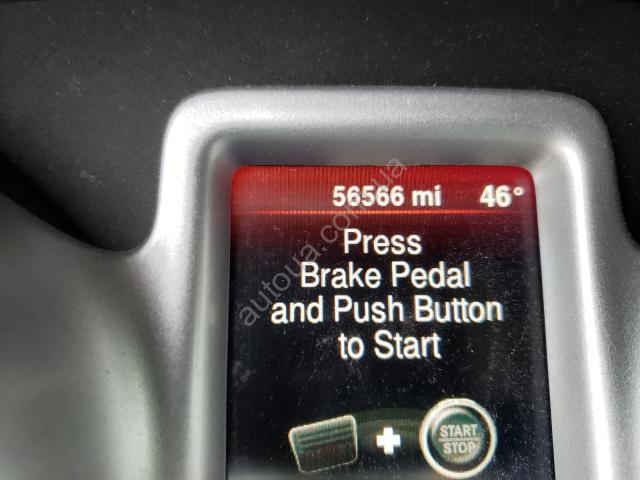 56566 mi 46°
Press
Brake Pedal
and Push Button
to Start
START
STOP
autoua.com.ua